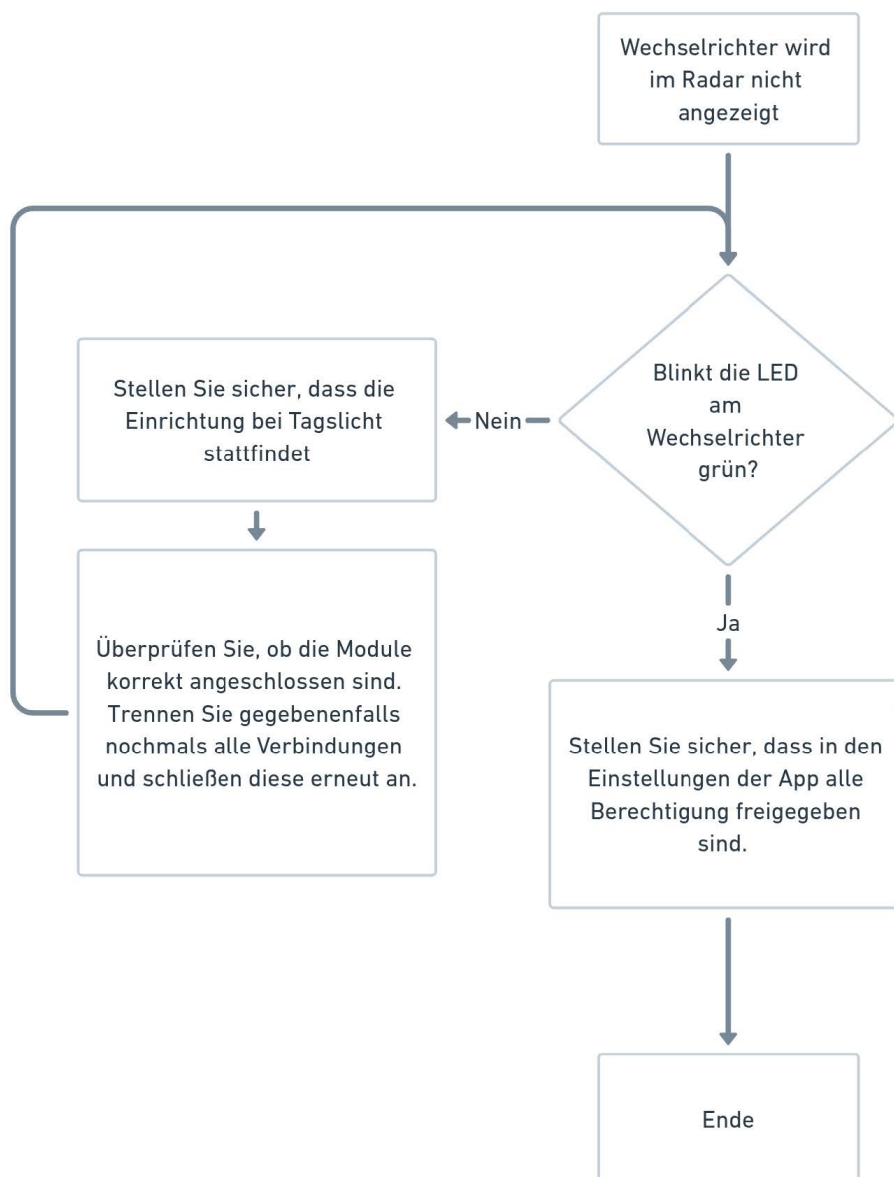 Wechselrichter wird
im Radar nicht
angezeigt
Blinkt die LED
am
Wechselrichter
grün?
Nein
Stellen Sie sicher, dass die
Einrichtung bei Tagslicht
stattfindet
Überprüfen Sie, ob die Module
korrekt angeschlossen sind.
Trennen Sie gegebenenfalls
nochmals alle Verbindungen
und schließen diese erneut an.
Ja
Stellen Sie sicher, dass in den
Einstellungen der App alle
Berechtigung freigegeben
sind.
Ende